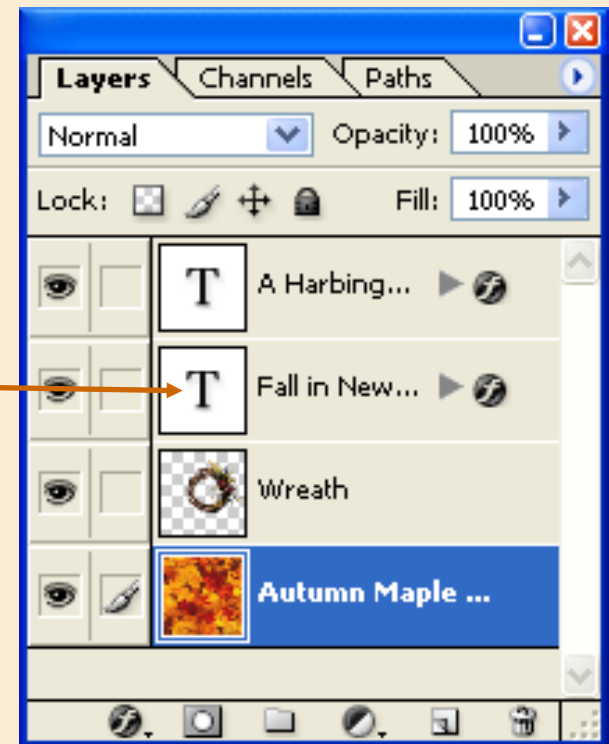 Layers Channels Paths
Normal Opacity: 100%
Lock: Fill: 100%
T A Harbing...
T Fall in New...
Wreath
Autumn Maple ...